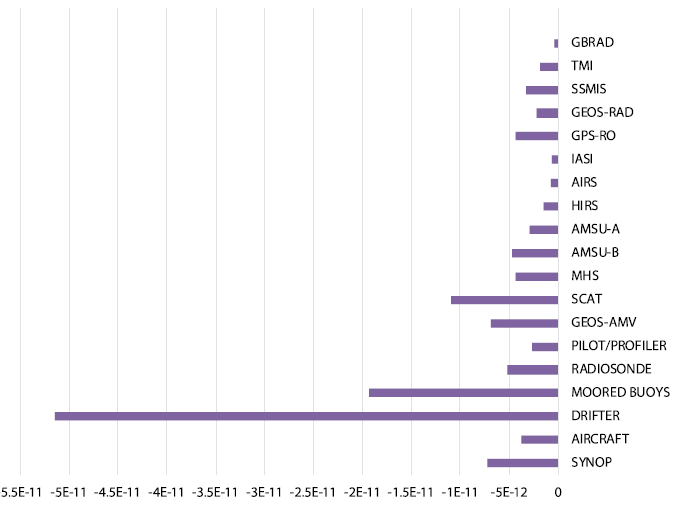 GBRAD
TMI
SSMIS
GEOS-RAD
GPS-RO
IASI
AIRS
HIRS
AMSU-A
AMSU-B
MHS
SCAT
GEOS-AMV
PILOT/PROFILER
RADIOSONDE
MOORED BUOYS
DRIFTER
AIRCRAFT
SYNOP
5.5E-11 -5E-11 -4.5E-11 -4E-11 -3.5E-11 -3E-11 -2.5E-11 -2E-11 -1.5E-11 -1E-11 -5E-12 0